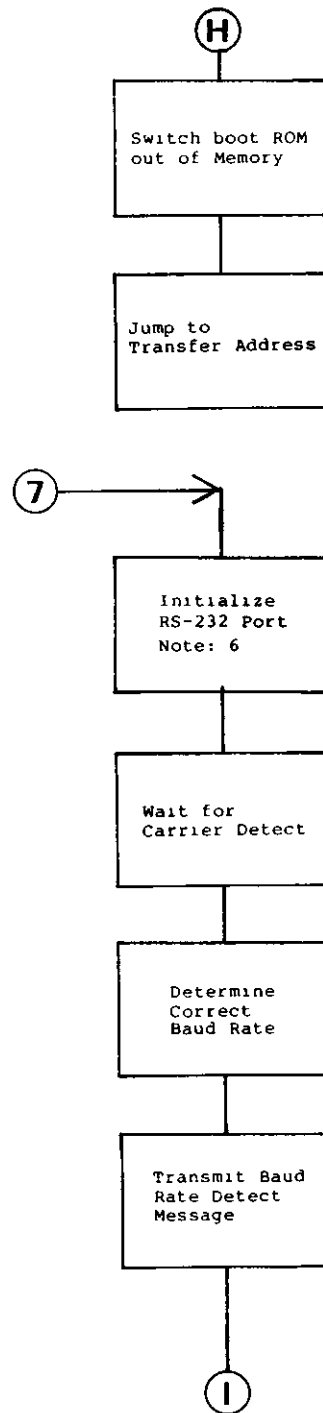 H
Switch boot ROM
out of Memory
Jump to
Transfer Address
7
Initialize
RS-232 Port
Note: 6
Wait for
Carrier Detect
Determine
Correct
Baud Rate
Transmit Baud
Rate Detect
Message
I